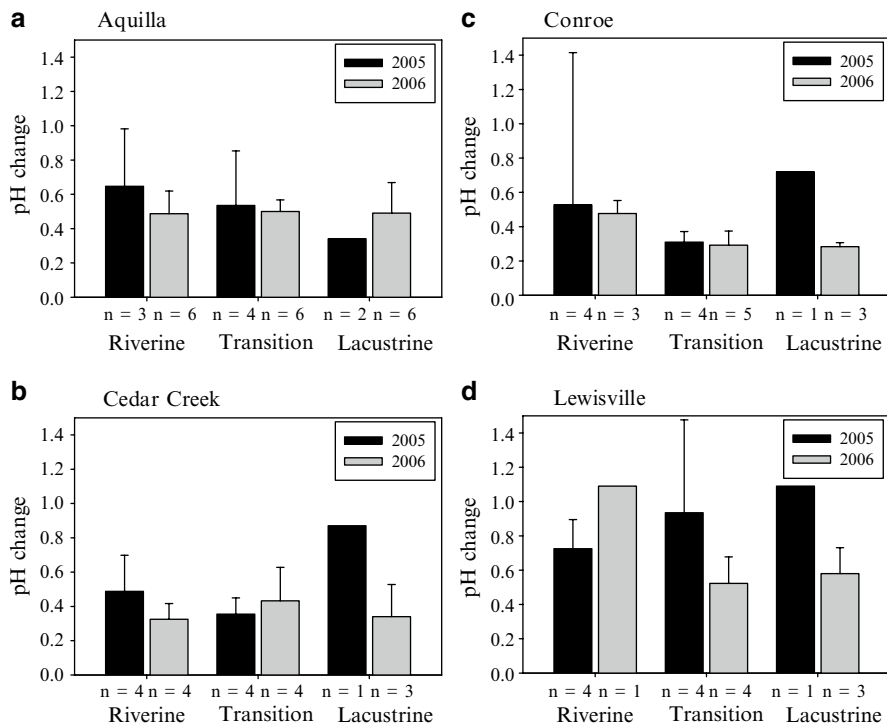 a Aquilla
1.4
1.2
1.0
0.8
0.6
0.4
0.2
0.0
pH change
2005
2006
n = 3 n = 6 n = 4 n = 6 n = 2 n = 6
Riverine Transition Lacustrine
b Cedar Creek
1.4
1.2
1.0
0.8
0.6
0.4
0.2
0.0
pH change
2005
2006
n = 4 n = 4 n = 4 n = 4 n = 1 n = 3
Riverine Transition Lacustrine
c Conroe
1.4
1.2
1.0
0.8
0.6
0.4
0.2
0.0
pH change
2005
2006
n = 4 n = 3 n = 4 n = 5 n = 1 n = 3
Riverine Transition Lacustrine
d Lewisville
1.4
1.2
1.0
0.8
0.6
0.4
0.2
0.0
pH change
2005
2006
n = 4 n = 1 n = 4 n = 4 n = 1 n = 3
Riverine Transition Lacustrine